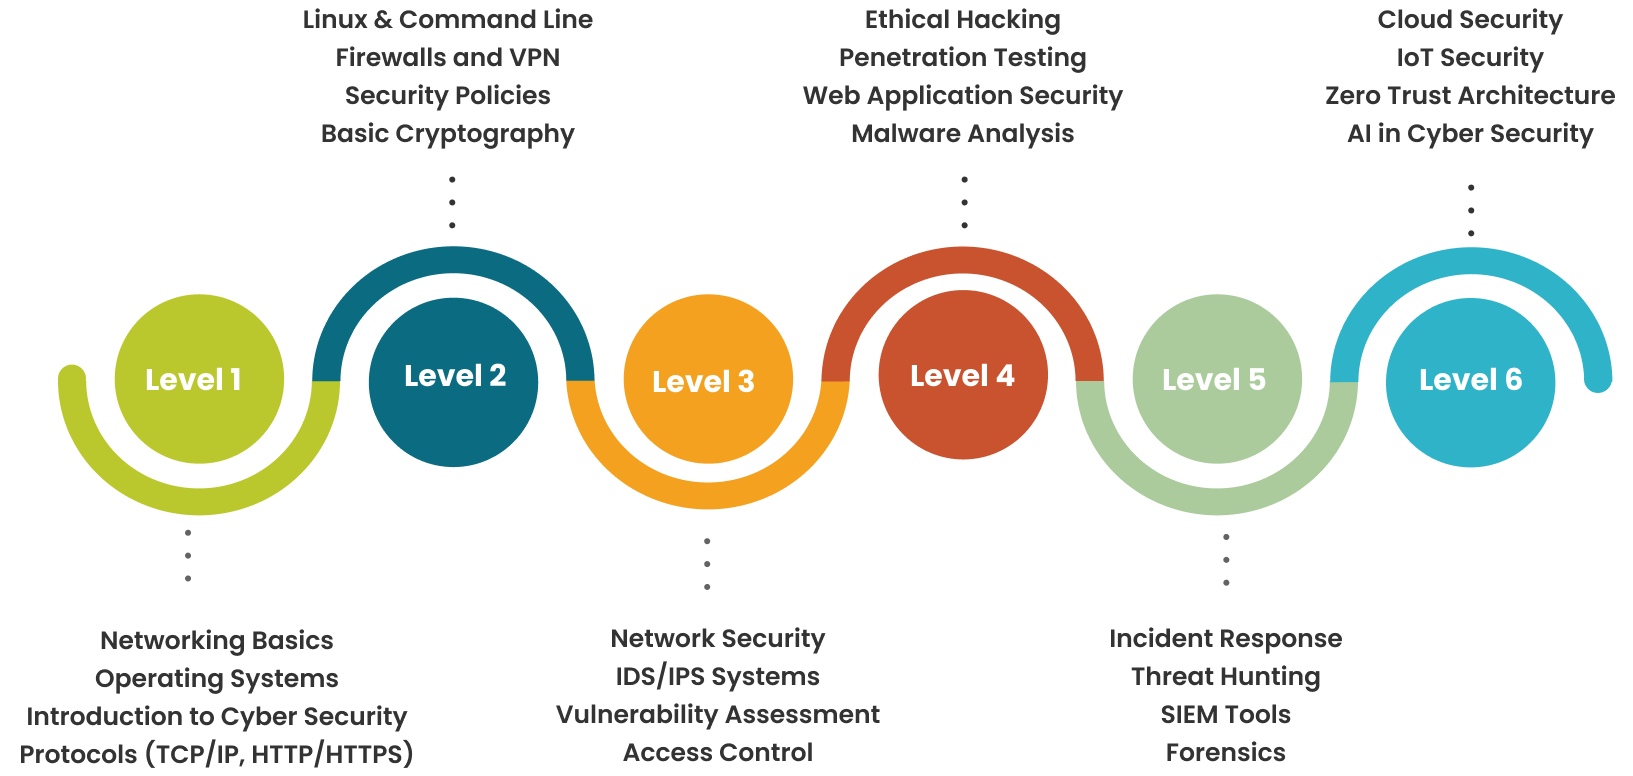 Linux & Command Line
Firewalls and VPN
Security Policies
Basic Cryptography
Ethical Hacking
Penetration Testing
Web Application Security
Malware Analysis
Cloud Security
IoT Security
Zero Trust Architecture
AI in Cyber Security
Level 1
Level 2
Level 3
Level 4
Level 5
Level 6
Networking Basics
Operating Systems
Introduction to Cyber Security
Protocols (TCP/IP, HTTP/HTTPS)
Network Security
IDS/IPS Systems
Vulnerability Assessment
Access Control
Incident Response
Threat Hunting
SIEM Tools
Forensics